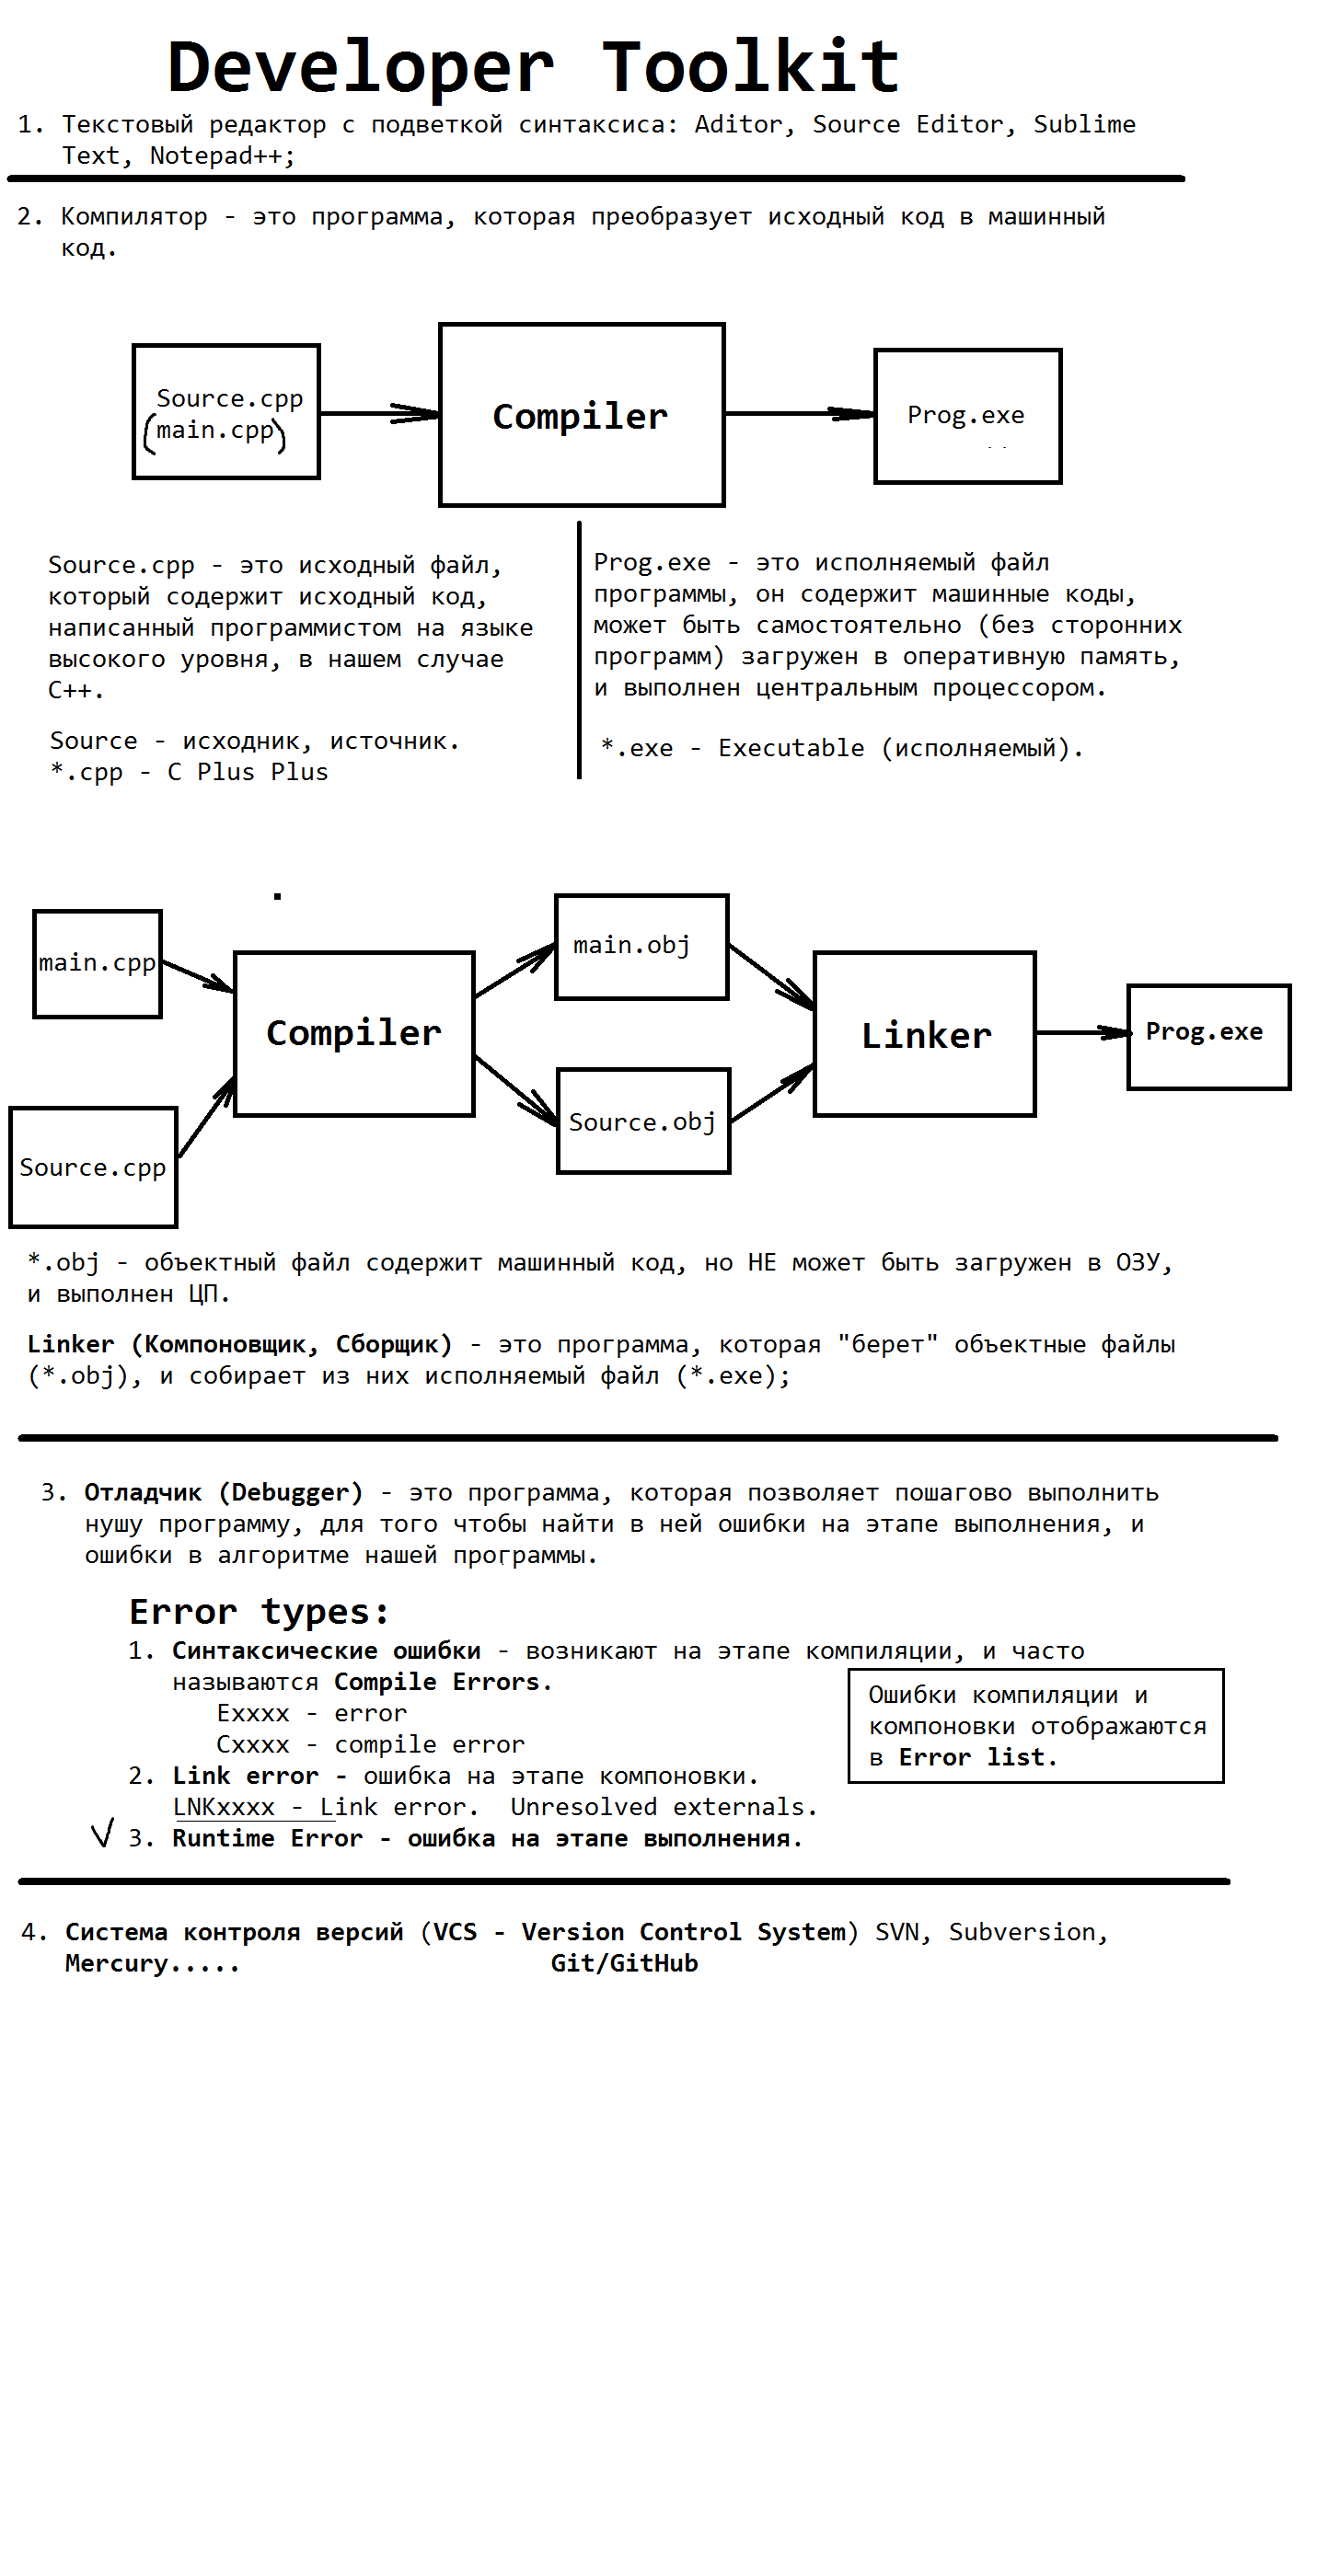 Developer Toolkit
1. Текстовый редактор с подветкой синтаксиса: Aditor, Source Editor, Sublime
Text, Notepad++;
2. Компилятор - это программа, которая преобразует исходный код в машинный
код.
Source.cpp
(main.cpp)
Compiler
Prog.exe
Source.cpp - это исходный файл,
который содержит исходный код,
написанный программистом на языке
высокого уровня, в нашем случае
C++.
Source - исходник, источник.
*.cpp - C Plus Plus
Prog.exe - это исполняемый файл
программы, он содержит машинные коды,
может быть самостоятельно (без сторонних
программ) загружен в оперативную память,
и выполнен центральным процессором.
*.exe - Executable (исполняемый).
main.cpp
Source.cpp
Compiler
main.obj
Source.obj
Linker
Prog.exe
*.obj - объектный файл содержит машинный код, но НЕ может быть загружен в ОЗУ,
и выполнен ЦП.
Linker (Компоновщик, Сборщик) - это программа, которая "берет" объектные файлы
(*.obj), и собирает из них исполняемый файл (*.exe);
3. Отладчик (Debugger) - это программа, которая позволяет пошагово выполнить
нушу программу, для того чтобы найти в ней ошибки на этапе выполнения, и
ошибки в алгоритме нашей программы.
Error types:
1. Синтаксические ошибки - возникают на этапе компиляции, и часто
называются Compile Errors.
Exxxx - error
Cxxxx - compile error
2. Link error - ошибка на этапе компоновки.
LNKxxxx - Link error. Unresolved externals.
3. Runtime Error - ошибка на этапе выполнения.
Ошибки компиляции и
компоновки отображаются
в Error list.
4. Система контроля версий (VCS - Version Control System) SVN, Subversion,
Mercury..... Git/GitHub